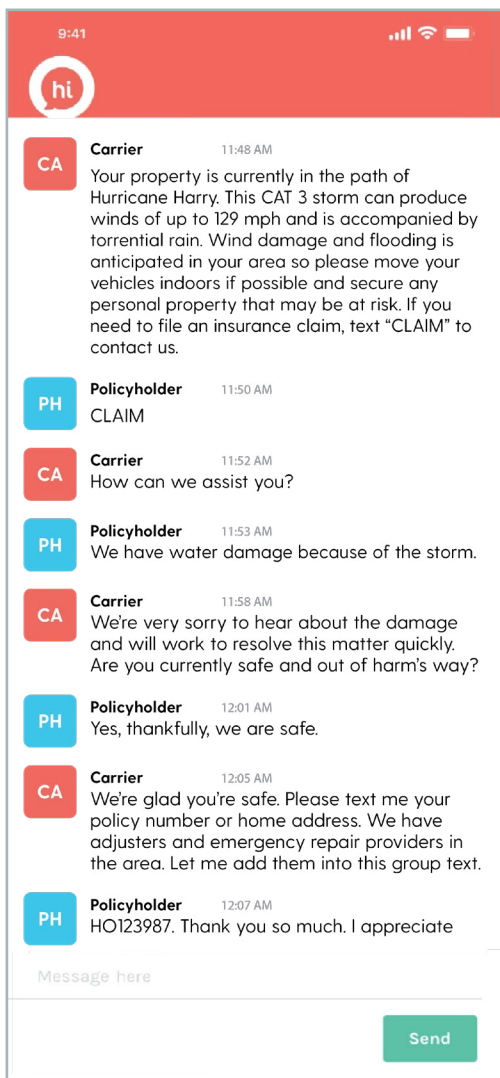 9:41
hi
CA
Carrier 11:48 AM
Your property is currently in the path of
Hurricane Harry. This CAT 3 storm can produce
winds of up to 129 mph and is accompanied by
torrential rain. Wind damage and flooding is
anticipated in your area so please move your
vehicles indoors if possible and secure any
personal property that may be at risk. If you
need to file an insurance claim, text “CLAIM” to
contact us.
PH
Policyholder 11:50 AM
CLAIM
CA
Carrier 11:52 AM
How can we assist you?
PH
Policyholder 11:53 AM
We have water damage because of the storm.
CA
Carrier 11:58 AM
We’re very sorry to hear about the damage
and will work to resolve this matter quickly.
Are you currently safe and out of harm’s way?
PH
Policyholder 12:01 AM
Yes, thankfully, we are safe.
CA
Carrier 12:05 AM
We’re glad you’re safe. Please text me your
policy number or home address. We have
adjusters and emergency repair providers in
the area. Let me add them into this group text.
PH
Policyholder 12:07 AM
HO123987. Thank you so much. I appreciate
Message here
Send